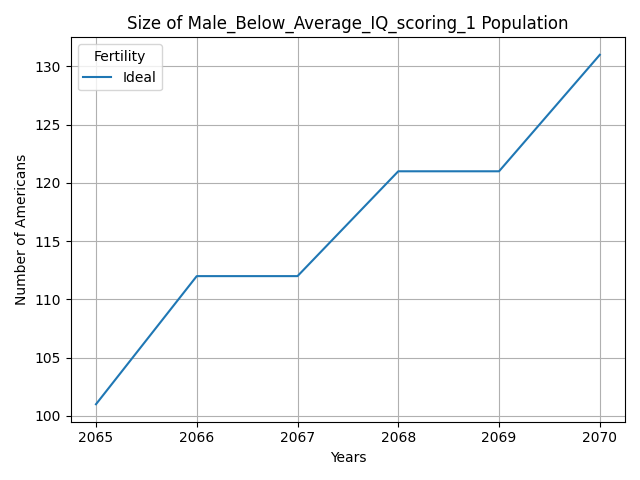 Size of Male_Below_Average_IQ_scoring_1 Population
Fertility
Ideal
130
125
120
115
110
105
100
Number of Americans
2065 2066 2067 2068 2069 2070
Years